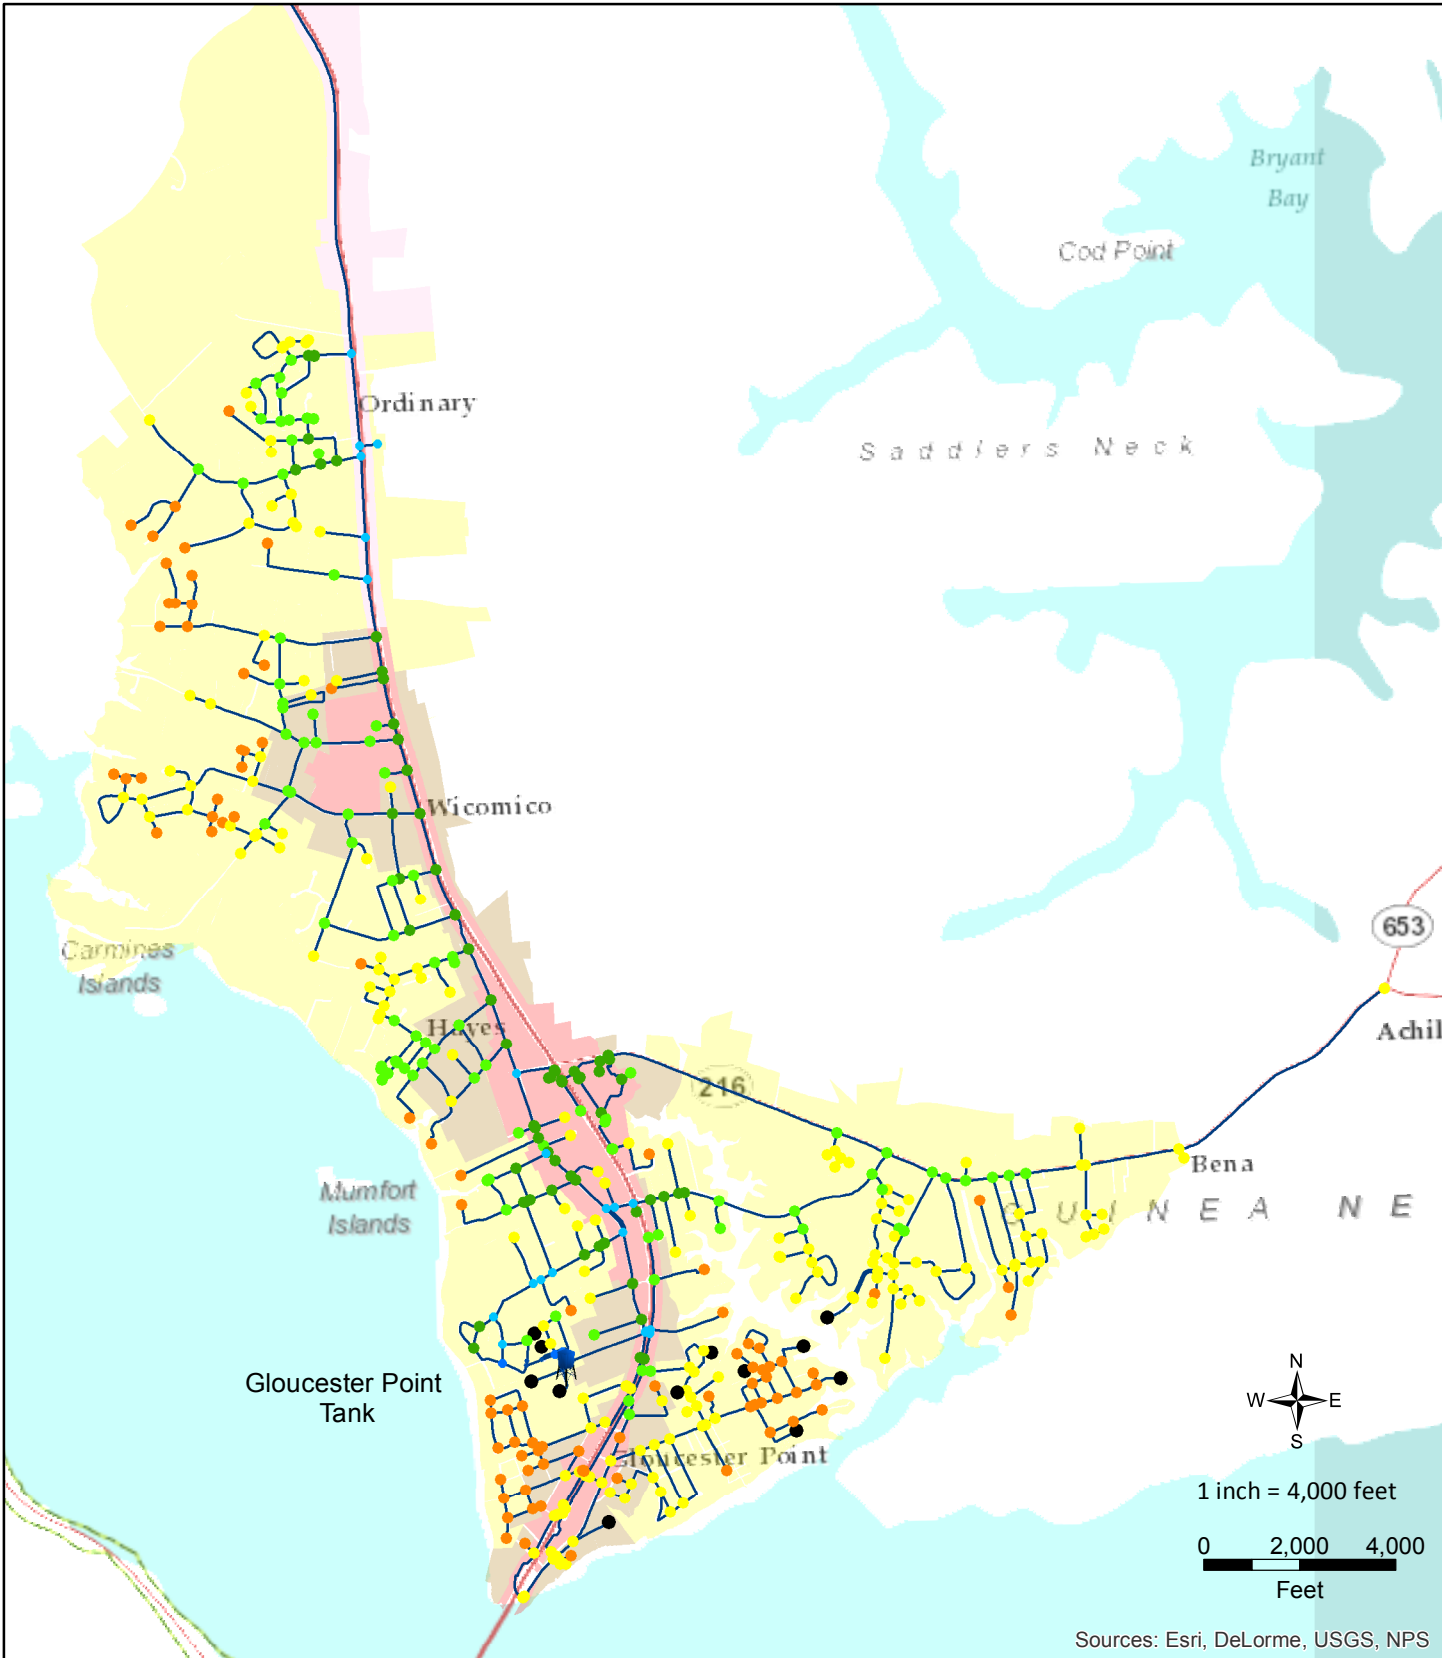 Bryant
Bay
Cod Point
Ordinary
Saddlers Neck
Wicomico
653
Carmines
Islands
Hayes
Achil
216
Bena
Mumfort
Islands
GUINEA NE
Gloucester Point
Tank
N
W E
S
Gloucester Point
1 inch = 4,000 feet
0 2,000 4,000
Feet
Sources: Esri, DeLorme, USGS, NPS